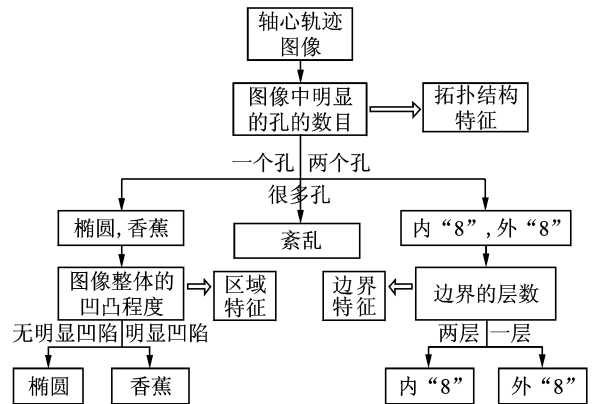 轴心轨迹
图像
图像中明显
的孔的数目
拓扑结构
特征
一个孔
两个孔
很多孔
椭圆,香蕉
紊乱
内“8”,外“8”
图像整体的
凹凸程度
区域
特征
边界
特征
边界的层数
无明显凹陷
明显凹陷
两层
一层
椭圆
香蕉
内“8”
外“8”